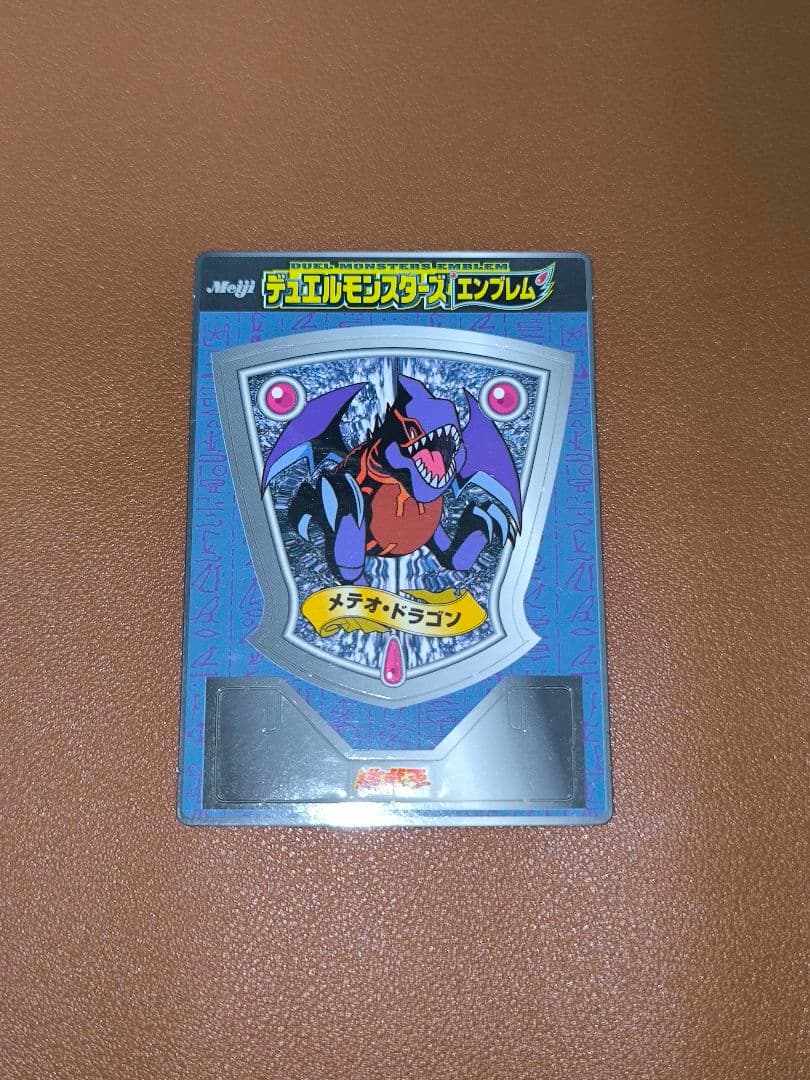 DUEL MONSTERS EMBLEM
Meiji
デュエルモンスターズ エンブレム
メテオ・ドラゴン
遊戯王